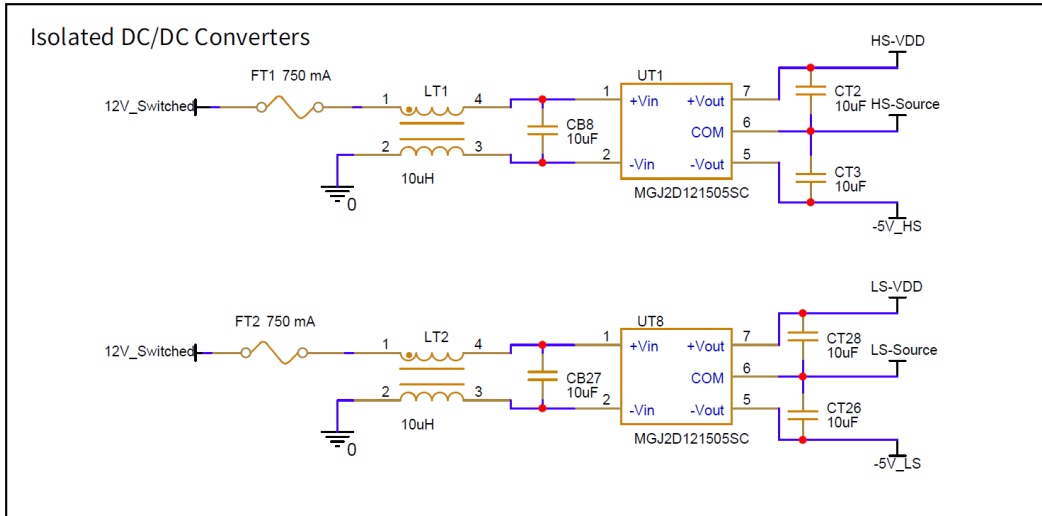 Isolated DC/DC Converters
HS-VDD
FT1 750 mA
UT1
12V_Switched
1
LT1
4
1
+Vin
+Vout
7
CT2
10uF
HS-Source
CB8
10uF
COM
6
2
3
2
-Vin
-Vout
5
CT3
10uF
10uH
MGJ2D121505SC
0
-5V_HS
LS-VDD
FT2 750 mA
UT8
12V_Switched
1
LT2
4
1
+Vin
+Vout
7
CT28
10uF
LS-Source
CB27
10uF
COM
6
2
3
2
-Vin
-Vout
5
CT26
10uF
10uH
MGJ2D121505SC
0
-5V_LS